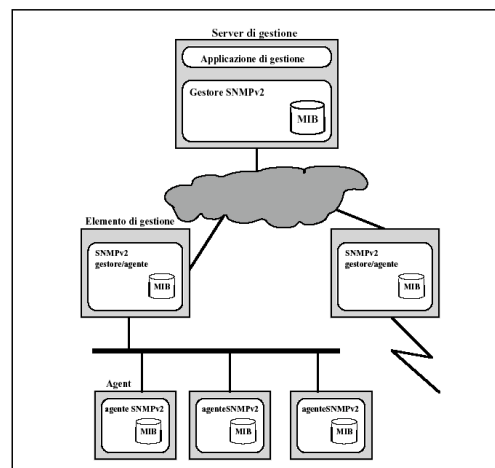 Server di gestione
Applicazione di gestione
Gestore SNMPv2
MIB
Elemento di gestione
SNMPv2
gestore/agente
MIB
SNMPv2
gestore/agente
MIB
Agent
agente SNMPv2
MIB
agenteSNMPv2
MIB
agenteSNMPv2
MIB